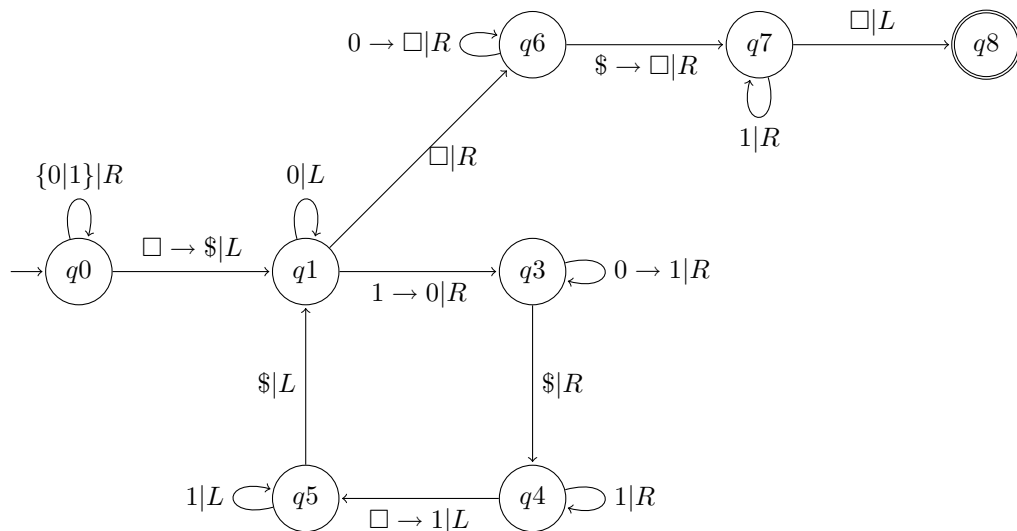 0 → □|R
q6
$ → □|R
q7
□|L
q8
1|R
□|R
{0|1}|R
0|L
q0
□ → $|L
q1
1 → 0|R
q3
0 → 1|R
$|L
$|R
1|L
q5
□ → 1|L
q4
1|R